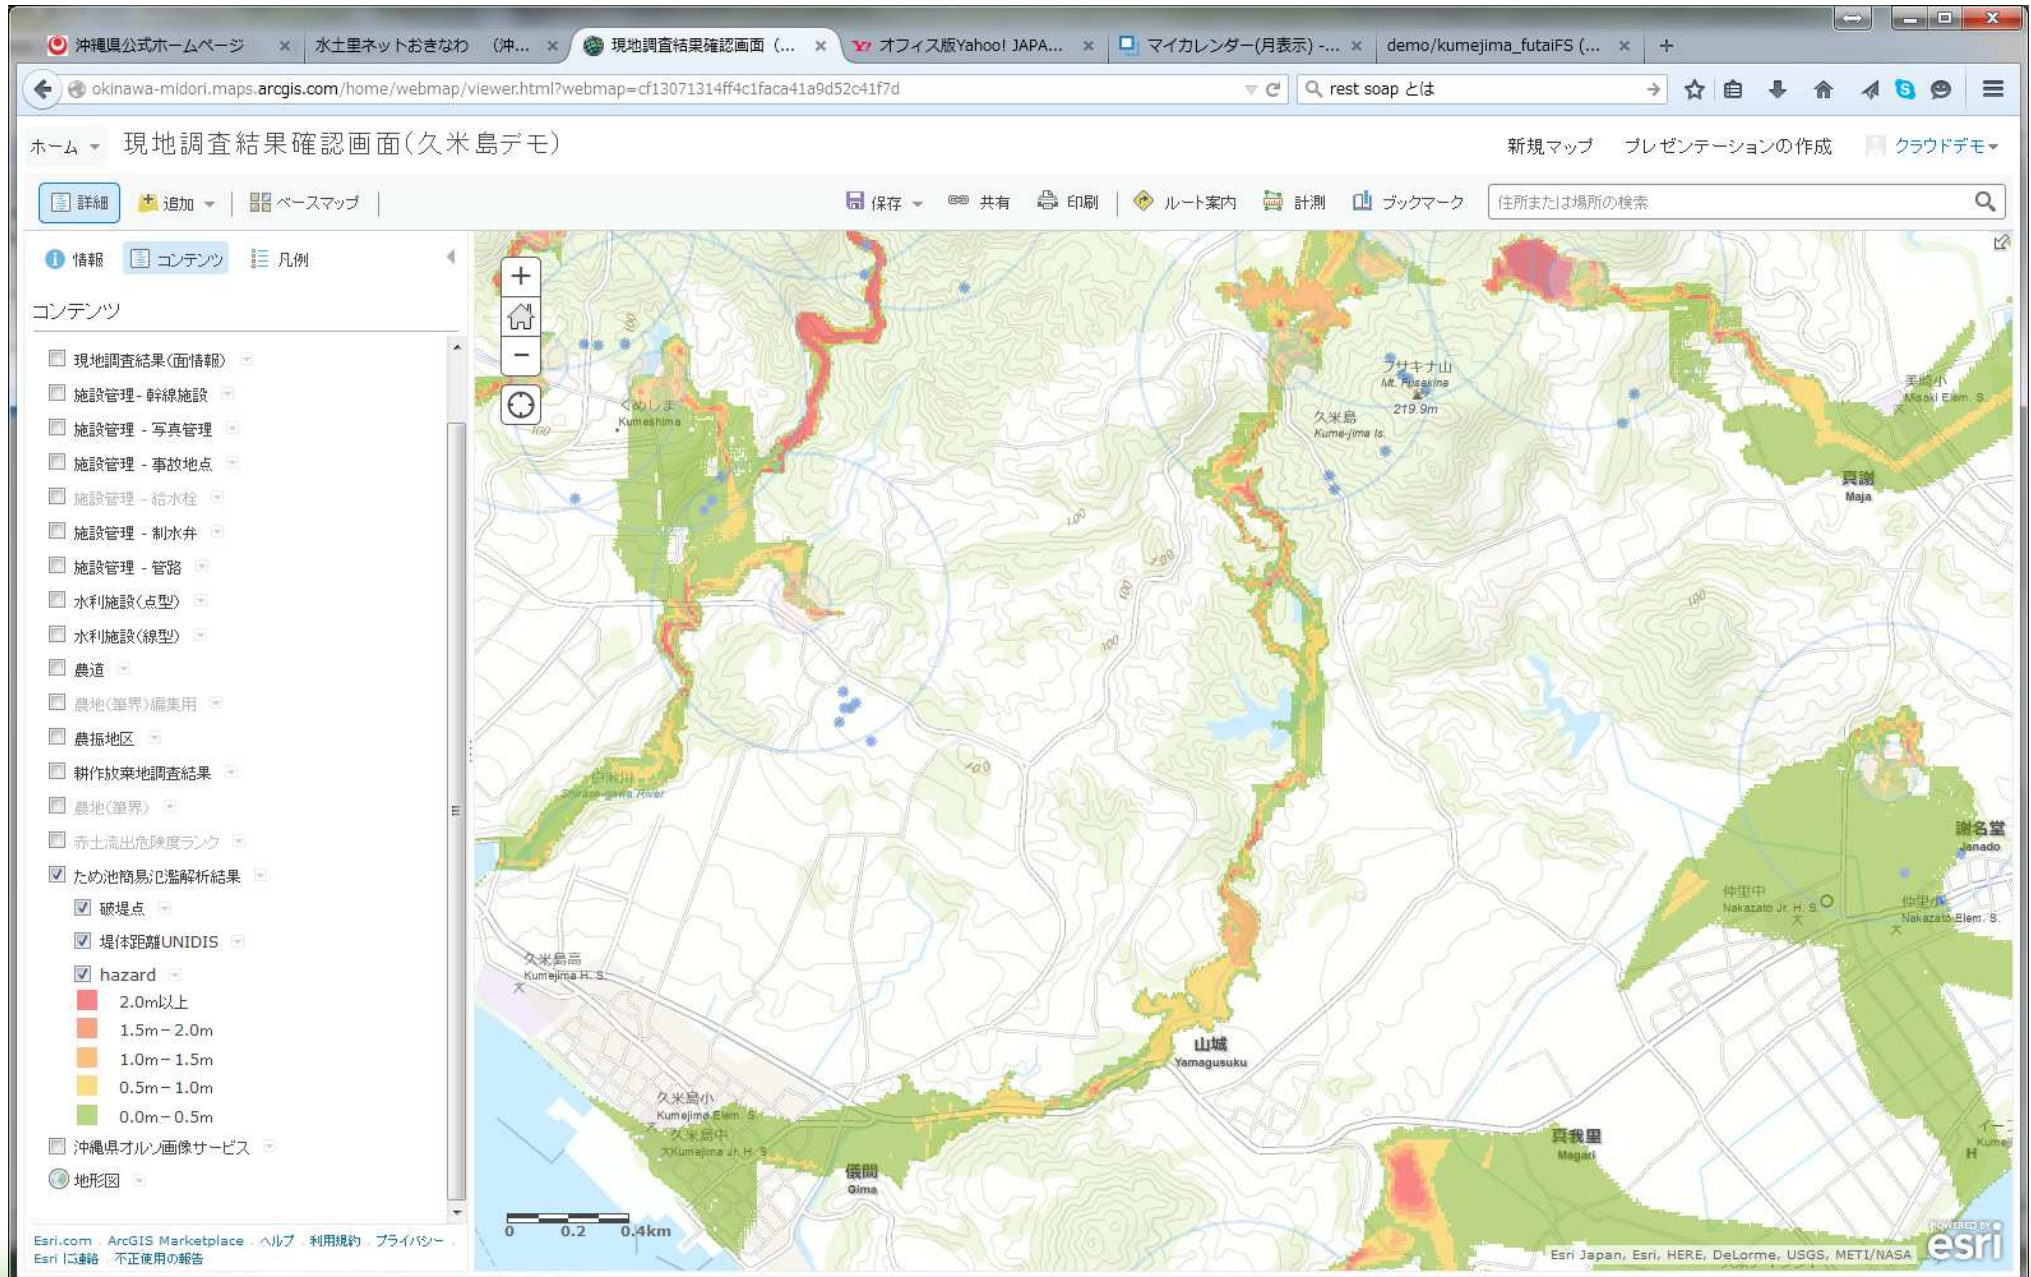 沖縄県公式ホームページ
水土里ネットおきなわ （沖...
現地調査結果確認画面（...
オフィス版Yahoo! JAPA...
マイカレンダー(月表示) -...
demo/kumejima_futaiFS (...
okinawa-midori.maps.arcgis.com/home/webmap/viewer.html?webmap=cf13071314ff4c1faca41a9d52c41f7d
rest soap とは
ホーム
現地調査結果確認画面(久米島デモ)
新規マップ
プレゼンテーションの作成
クラウドデモ
詳細
追加
ベースマップ
保存
共有
印刷
ルート案内
計測
ブックマーク
住所または場所の検索
情報
コンテンツ
凡例
コンテンツ
現地調査結果(面情報)
施設管理- 幹線施設
施設管理 - 写真管理
施設管理 - 事故地点
施設管理 - 給水栓
施設管理 - 制水弁
施設管理 - 管路
水利施設(点型)
水利施設(線型)
農道
農地(筆界)編集用
農振地区
耕作放棄地調査結果
農地(筆界)
赤土流出危険度ランク
ため池簡易氾濫解析結果
破堤点
堤体距離UNIDIS
hazard
2.0m以上
1.5m－2.0m
1.0m－1.5m
0.5m－1.0m
0.0m－0.5m
沖縄県オルソ画像サービス
地形図
Esri.com . ArcGIS Marketplace . ヘルプ . 利用規約 . プライバシー .
Esri に連絡 . 不正使用の報告
100
くめしま
Kumeshima
100
フサキナ山
Mt. Fusakina
219.9m
久米島
Kume-jima Is.
美崎小
Misaki Elem. S.
真謝
Maja
100
200
100
100
100
100
白瀬川
Shirase-gawa River
謝名堂
Janado
仲里中
Nakazato Jr. H. S.
仲里小
Nakazato Elem. S.
久米島高
Kumejima H. S.
山城
Yamagusuku
久米島小
Kumejima Elem. S.
久米島中
Kumejima Jr. H. S.
儀間
Gima
真我里
Magari
イーフ
Kumeji
H
0 0.2 0.4km
Esri Japan, Esri, HERE, DeLorme, USGS, METI/NASA
POWERED BY
esri